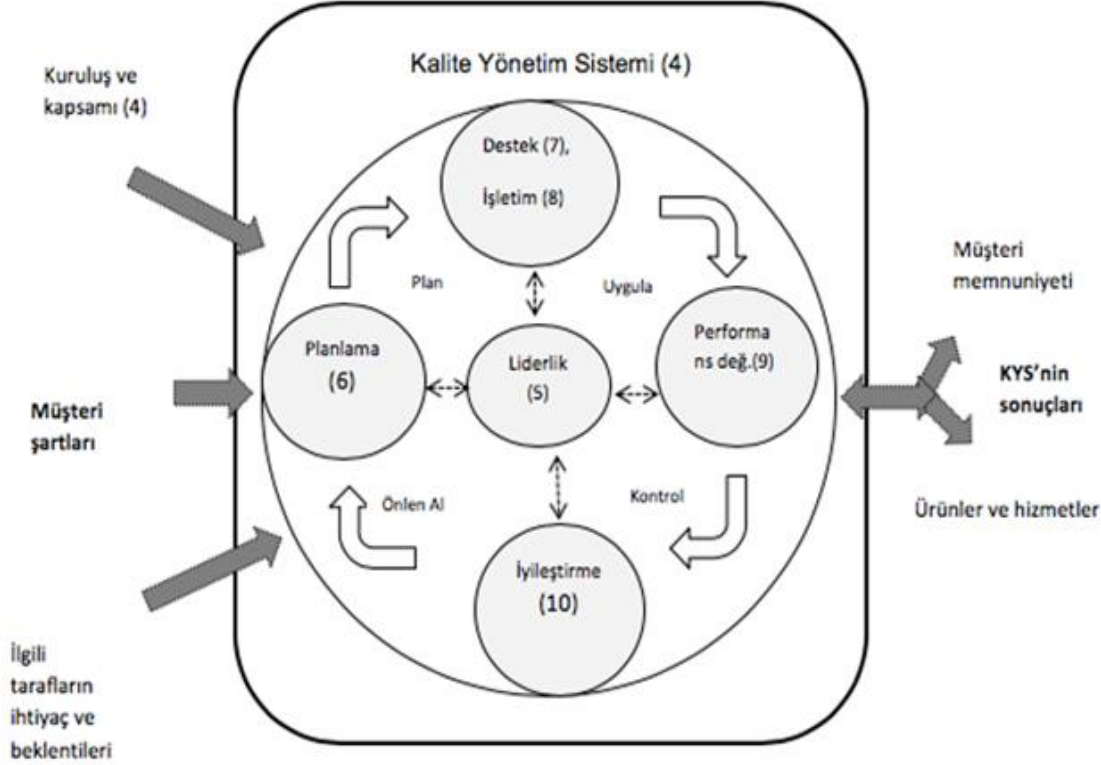 Kalite Yönetim Sistemi (4)
Kuruluş ve
kapsamı (4)
Destek (7),
İşletim (8)
Plan
Uygula
Müşteri
memnuniyeti
Planlama
(6)
Liderlik
(5)
Performa
ns değ.(9)
KYS’nin
sonuçları
Müşteri
şartları
Önlen Al
Kontrol
Ürünler ve hizmetler
İyileştirme
(10)
İlgili
tarafların
ihtiyaç ve
beklentileri